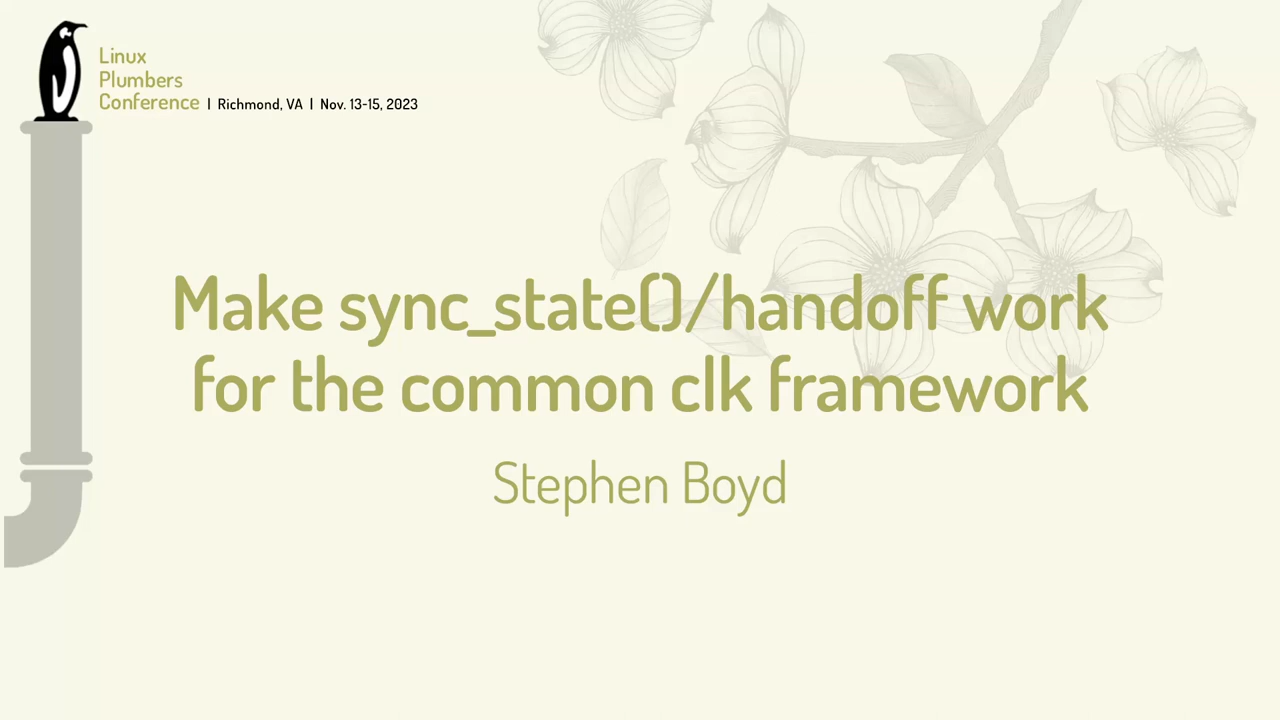 Linux
Plumbers
Conference | Richmond, VA | Nov. 13-15, 2023
Make sync_state()/handoff work
for the common clk framework
Stephen Boyd